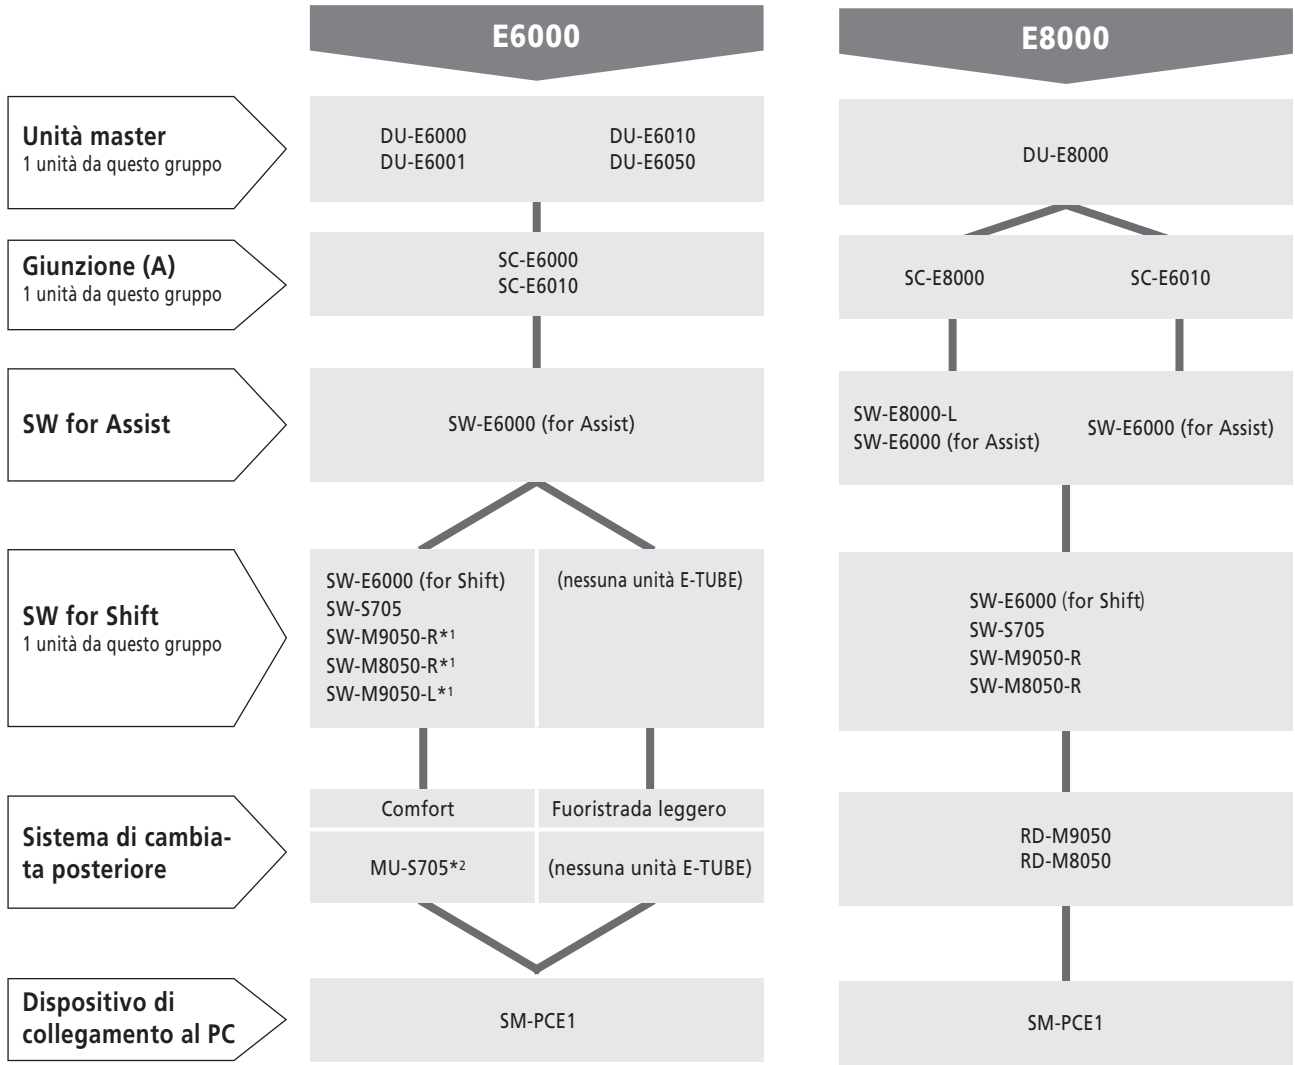 E6000
E8000
Unità master
1 unità da questo gruppo
DU-E6000
DU-E6001
DU-E6010
DU-E6050
DU-E8000
Giunzione (A)
1 unità da questo gruppo
SC-E6000
SC-E6010
SC-E8000
SC-E6010
SW for Assist
SW-E6000 (for Assist)
SW-E8000-L
SW-E6000 (for Assist)
SW-E6000 (for Assist)
SW for Shift
1 unità da questo gruppo
SW-E6000 (for Shift)
SW-S705
SW-M9050-R*1
SW-M8050-R*1
SW-M9050-L*1
(nessuna unità E-TUBE)
SW-E6000 (for Shift)
SW-S705
SW-M9050-R
SW-M8050-R
Sistema di cambia-
ta posteriore
Comfort
Fuoristrada leggero
MU-S705*2
(nessuna unità E-TUBE)
RD-M9050
RD-M8050
Dispositivo di
collegamento al PC
SM-PCE1
SM-PCE1